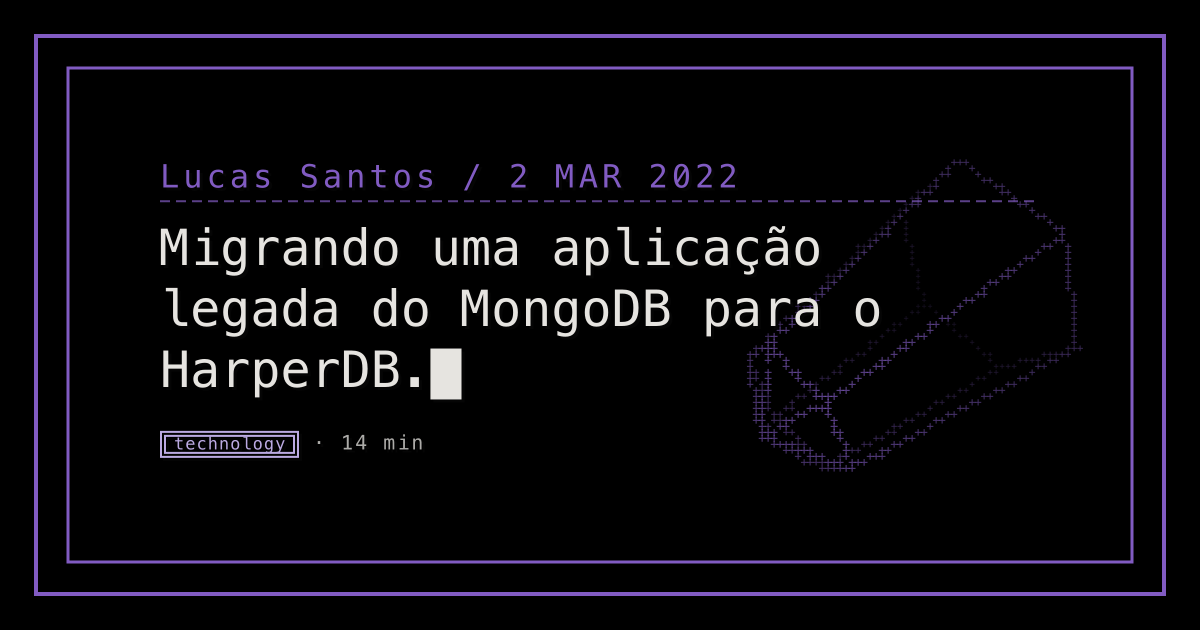 Lucas Santos / 2 MAR 2022
Migrando uma aplicação
legada do MongoDB para o
HarperDB.
technology · 14 min